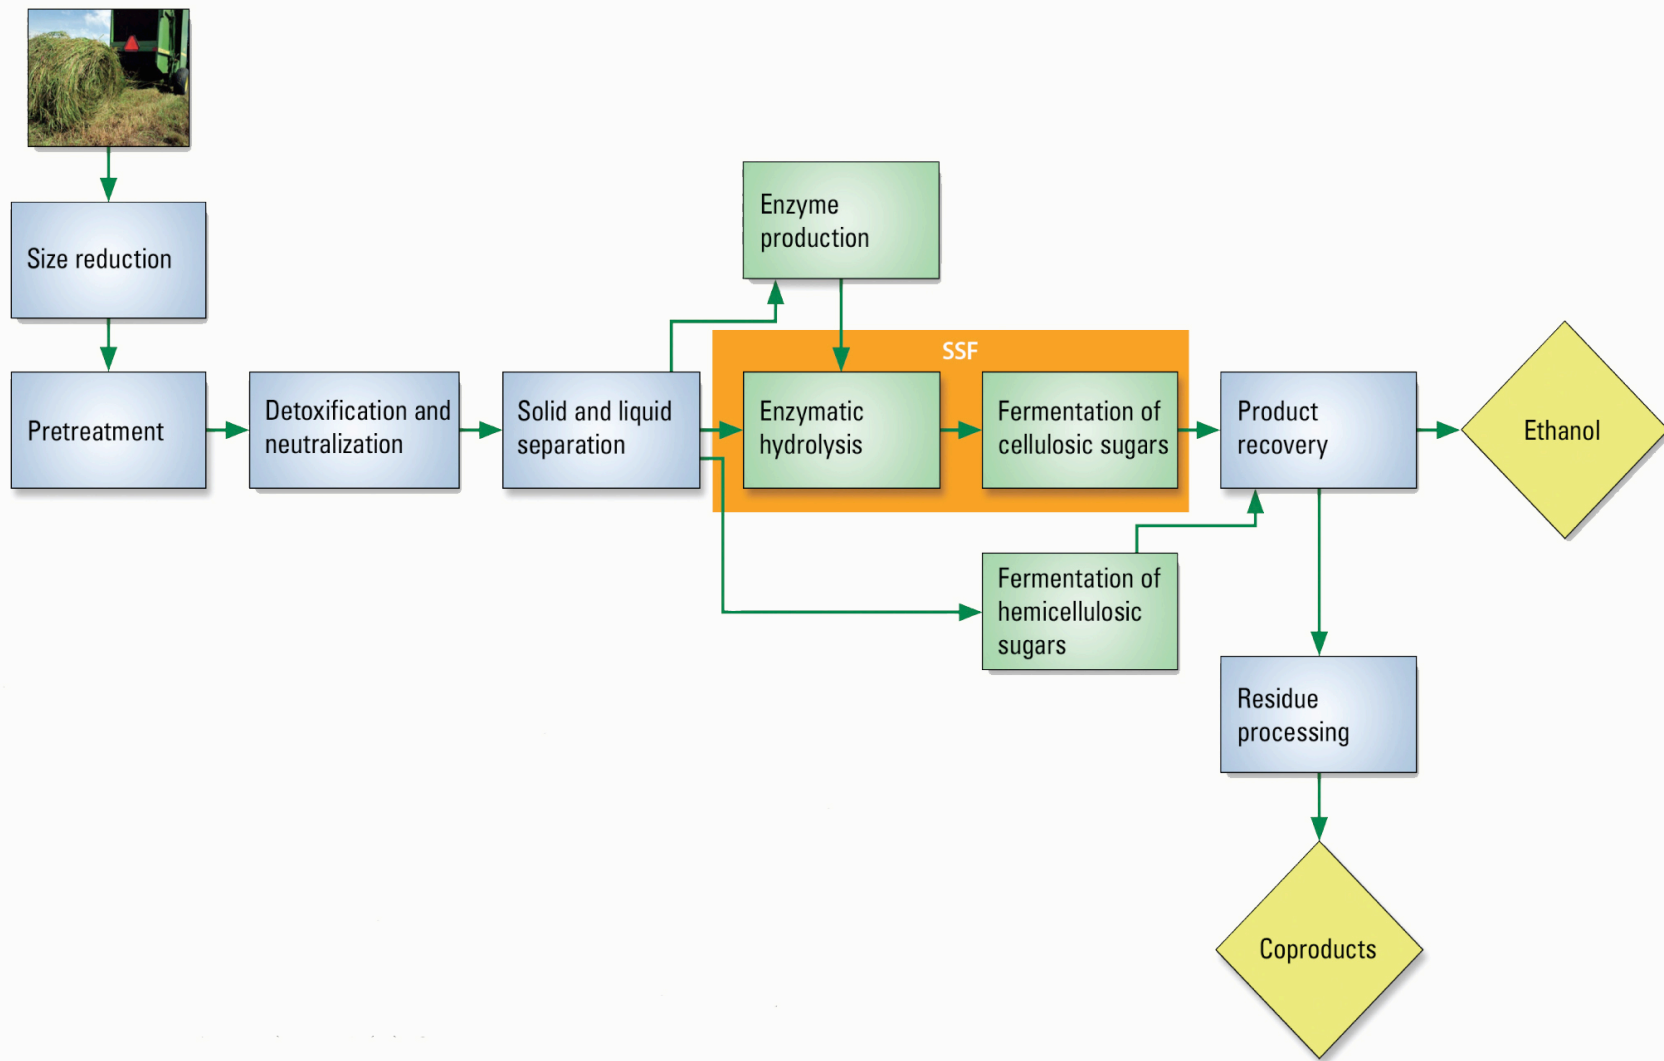 Size reduction
Pretreatment
Detoxification and
neutralization
Solid and liquid
separation
Enzyme
production
SSF
Enzymatic
hydrolysis
Fermentation of
cellulosic sugars
Fermentation of
hemicellulosic
sugars
Product
recovery
Ethanol
Residue
processing
Coproducts